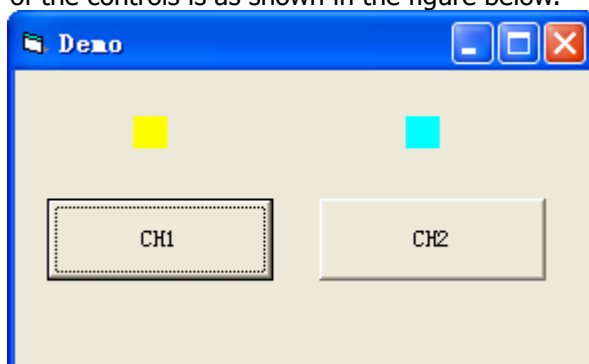 of the controls is as shown in the figure below.
Demo
CH1
CH2